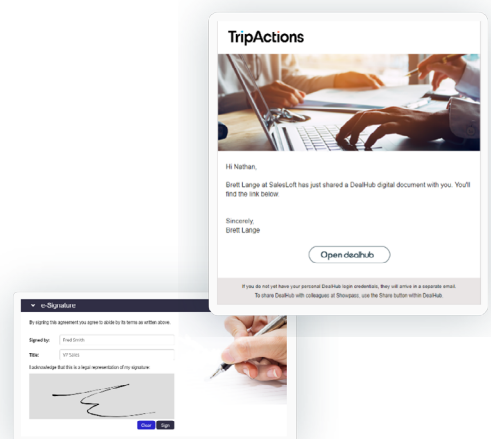 TripActions
Hi Nathan,
Brett Lange at SalesLoft has just shared a DealHub digital document with you. You'll
find the link below.
Sincerely,
Brett Lange
Open dealhub
If you do not yet have your personal DealHub login credentials, they will arrive in a separate email.
To share DealHub with colleagues at Showpass, use the Share button within DealHub.
e-Signature
By signing this agreement you agree to abide by its terms as written above.
Signed by: Fred Smith
Title: VP Sales
I acknowledge that this is a legal representation of my signature:
Clear Sign